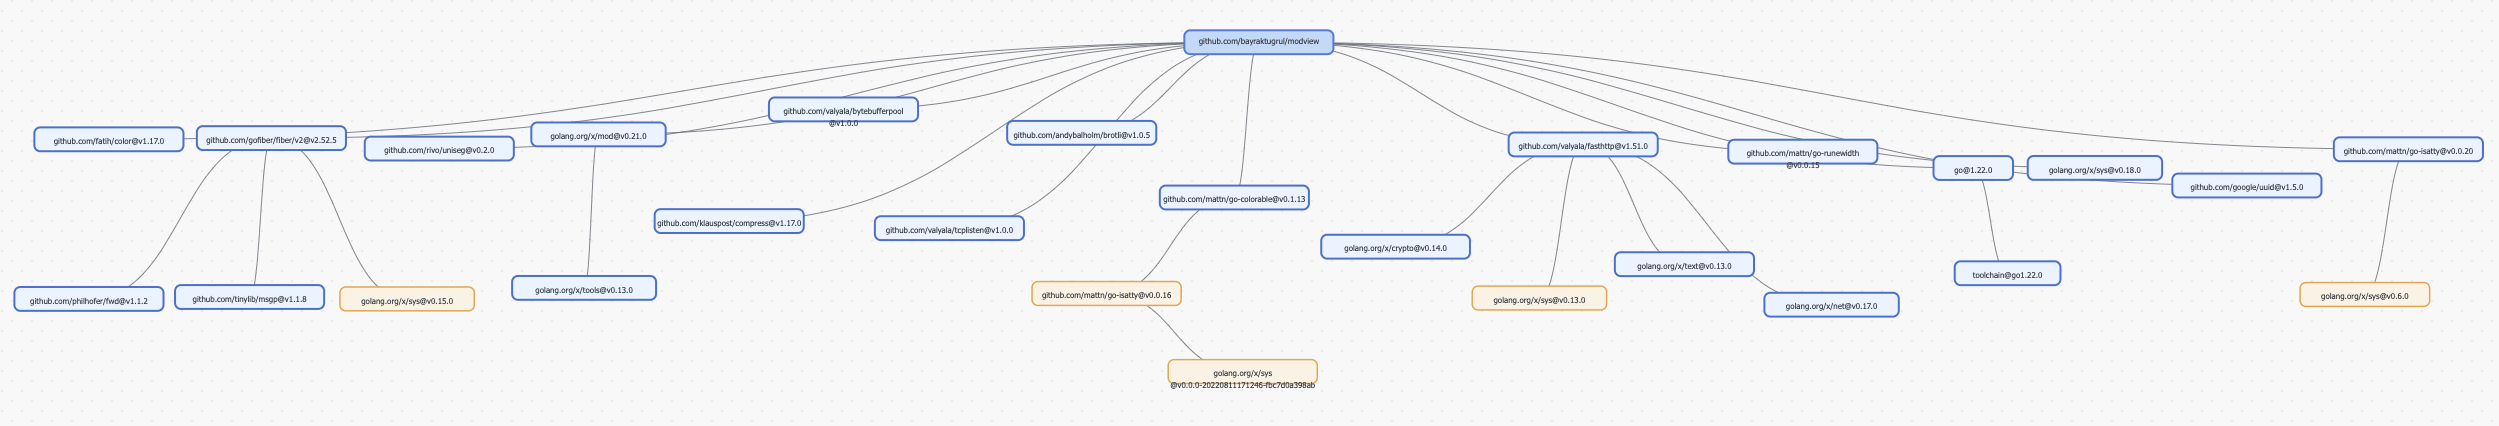 github.com/bayraktugrul/modview
github.com/valyala/bytebufferpool
@v1.0.0
github.com/fatih/color@v1.17.0
github.com/gofiber/fiber/v2@v2.52.5
github.com/rivo/uniseg@v0.2.0
golang.org/x/mod@v0.21.0
github.com/andybalholm/brotli@v1.0.5
github.com/valyala/fasthttp@v1.51.0
github.com/mattn/go-runewidth
@v0.0.15
go@1.22.0
golang.org/x/sys@v0.18.0
github.com/google/uuid@v1.5.0
github.com/mattn/go-isatty@v0.0.20
github.com/klauspost/compress@v1.17.0
github.com/valyala/tcplisten@v1.0.0
github.com/mattn/go-colorable@v0.1.13
golang.org/x/crypto@v0.14.0
golang.org/x/text@v0.13.0
toolchain@go1.22.0
github.com/philhofer/fwd@v1.1.2
github.com/tinylib/msgp@v1.1.8
golang.org/x/sys@v0.15.0
golang.org/x/tools@v0.13.0
github.com/mattn/go-isatty@v0.0.16
golang.org/x/sys@v0.13.0
golang.org/x/net@v0.17.0
golang.org/x/sys@v0.6.0
golang.org/x/sys
@v0.0.0-20220811171246-fbc7d0a398ab